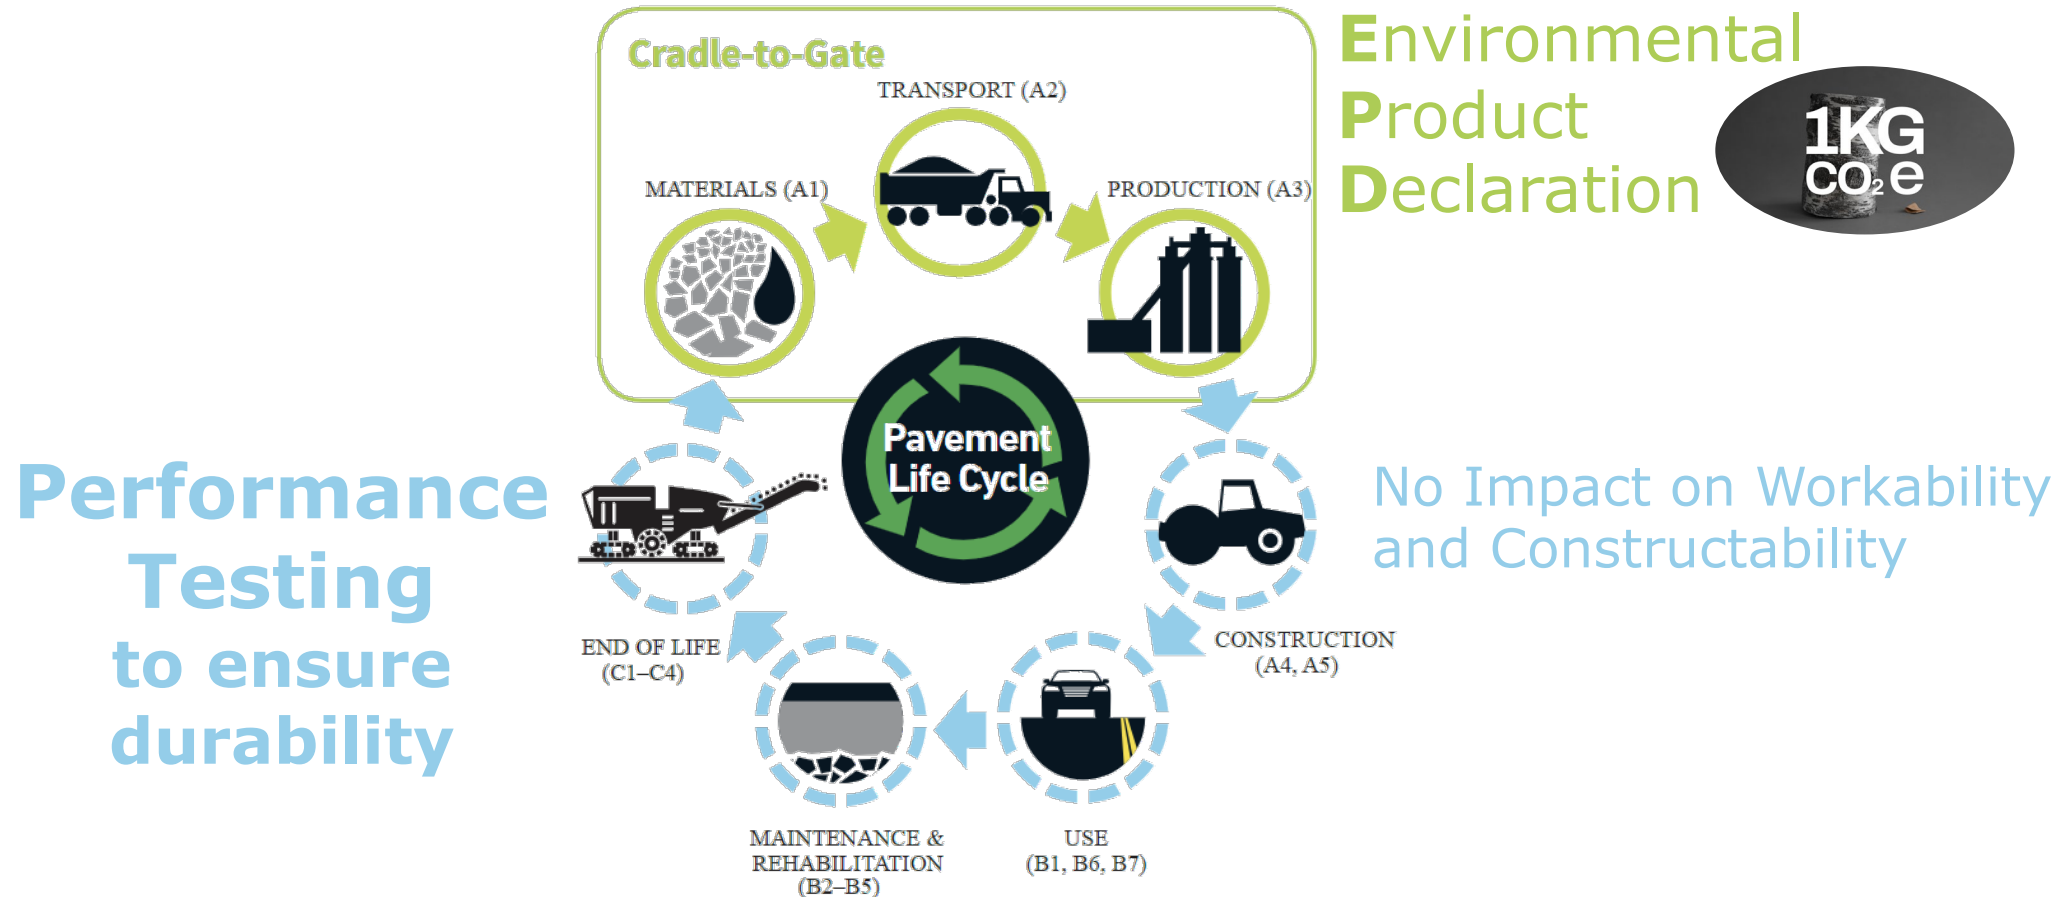 Cradle-to-Gate
TRANSPORT (A2)
MATERIALS (A1)
PRODUCTION (A3)
Environmental
Product
Declaration
1KG
CO₂e
Pavement
Life Cycle
Performance
Testing
to ensure
durability
No Impact on Workability
and Constructability
CONSTRUCTION
(A4, A5)
END OF LIFE
(C1–C4)
MAINTENANCE &
REHABILITATION
(B2–B5)
USE
(B1, B6, B7)